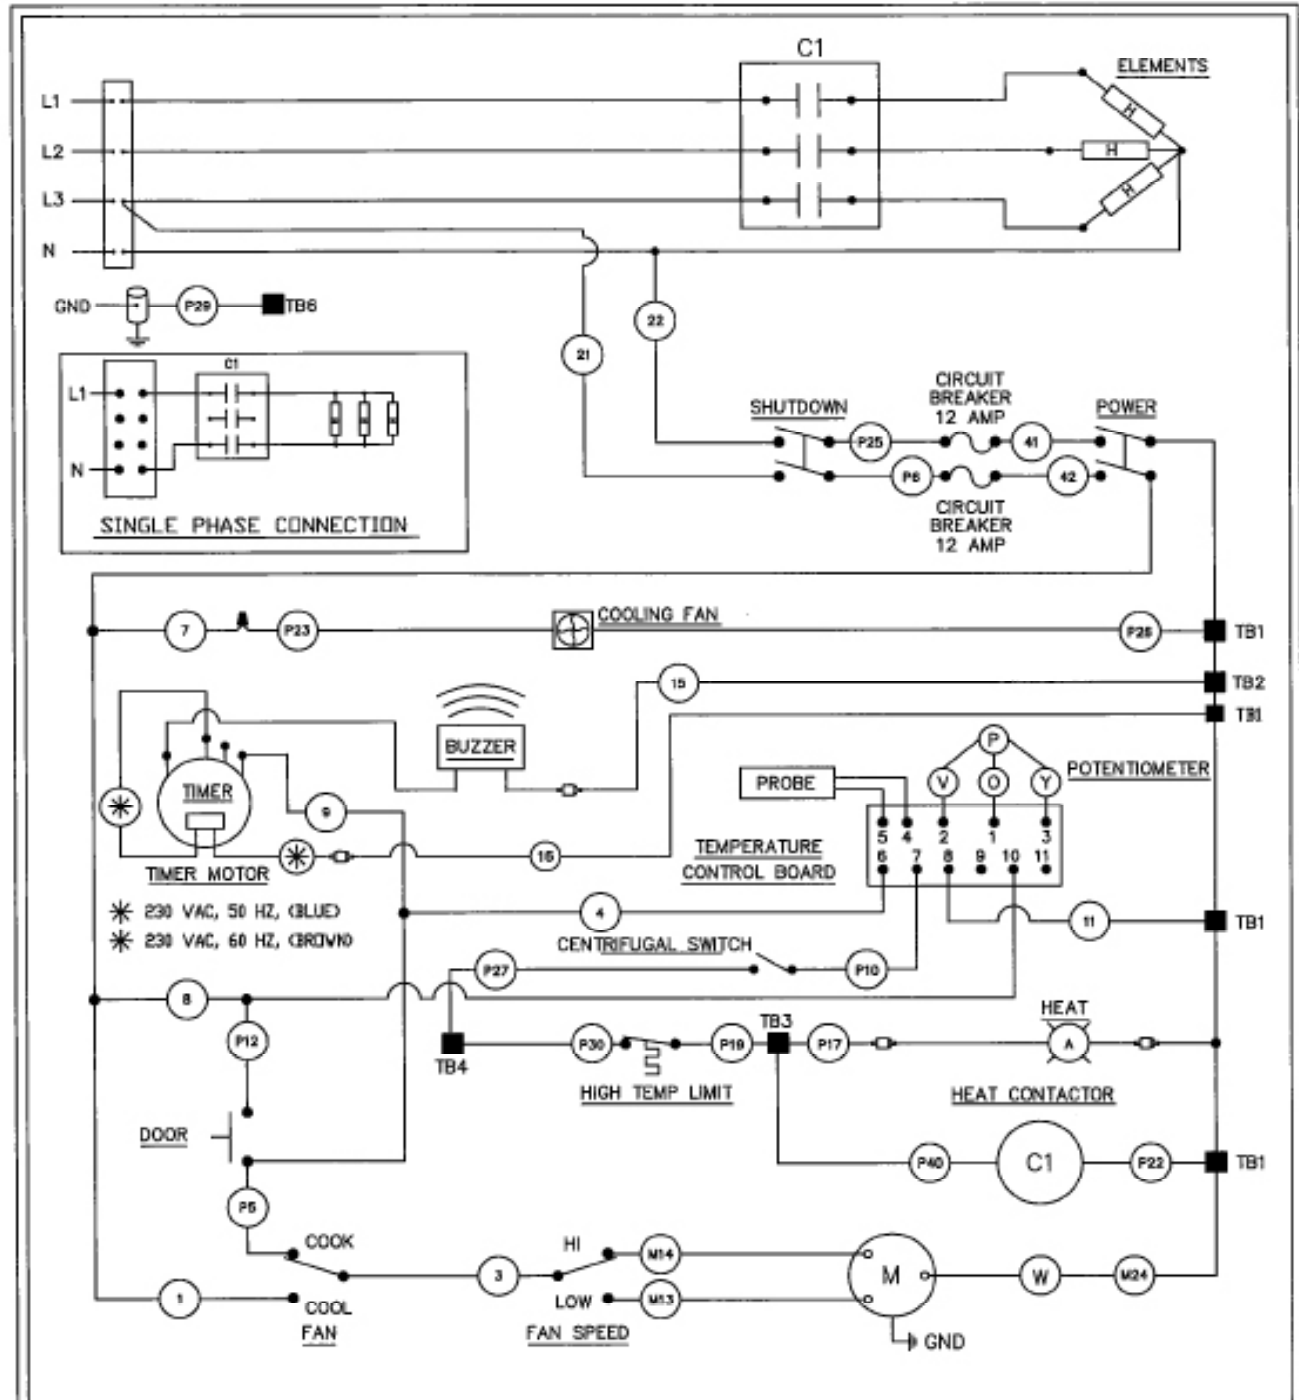 C1
ELEMENTS
L1
H
L2
H
L3
H
N
GND P29 TB6
22
21
C1
L1
N
SINGLE PHASE CONNECTION
CIRCUIT
BREAKER
12 AMP
SHUTDOWN
POWER
P25
41
P6
42
CIRCUIT
BREAKER
12 AMP
7
P23
COOLING FAN
P26
TB1
15
TB2
TB1
BUZZER
TIMER
9
TIMER MOTOR
16
P
V O Y
POTENTIOMETER
PROBE
5 4 2 1 3
6 7 8 9 10 11
TEMPERATURE
CONTROL BOARD
230 VAC, 50 HZ, (BLUE)
230 VAC, 60 HZ, (BROWN)
4
11
TB1
CENTRIFUGAL SWITCH
P27
P10
8
P12
TB4
P30
HIGH TEMP LIMIT
P19
TB3
P17
HEAT
A
HEAT CONTACTOR
DOOR
P40
C1
P22
TB1
P5
COOK
COOL
FAN
1
3
HI
LOW
FAN SPEED
M14
M13
M
W
M24
GND